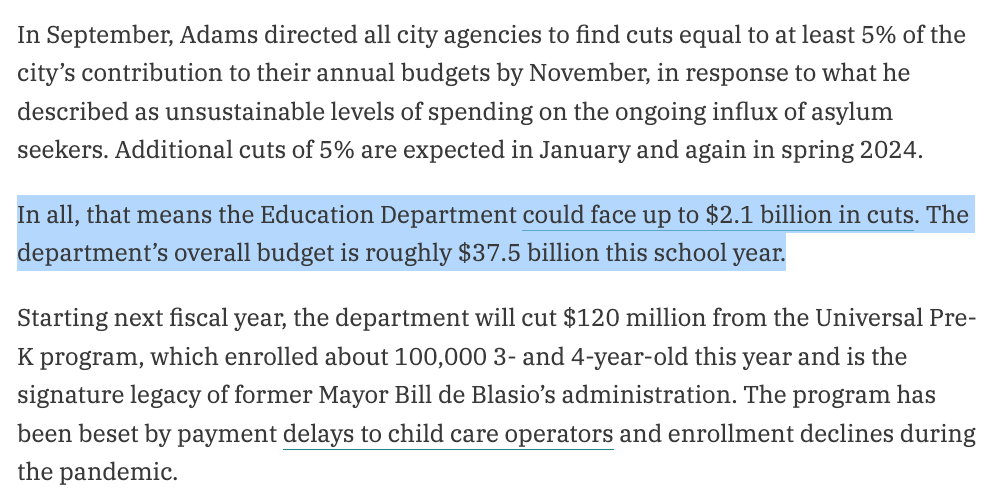 In September, Adams directed all city agencies to find cuts equal to at least 5% of the
city’s contribution to their annual budgets by November, in response to what he
described as unsustainable levels of spending on the ongoing influx of asylum
seekers. Additional cuts of 5% are expected in January and again in spring 2024.
In all, that means the Education Department could face up to $2.1 billion in cuts. The
department’s overall budget is roughly $37.5 billion this school year.
Starting next fiscal year, the department will cut $120 million from the Universal Pre-
K program, which enrolled about 100,000 3- and 4-year-old this year and is the
signature legacy of former Mayor Bill de Blasio’s administration. The program has
been beset by payment delays to child care operators and enrollment declines during
the pandemic.